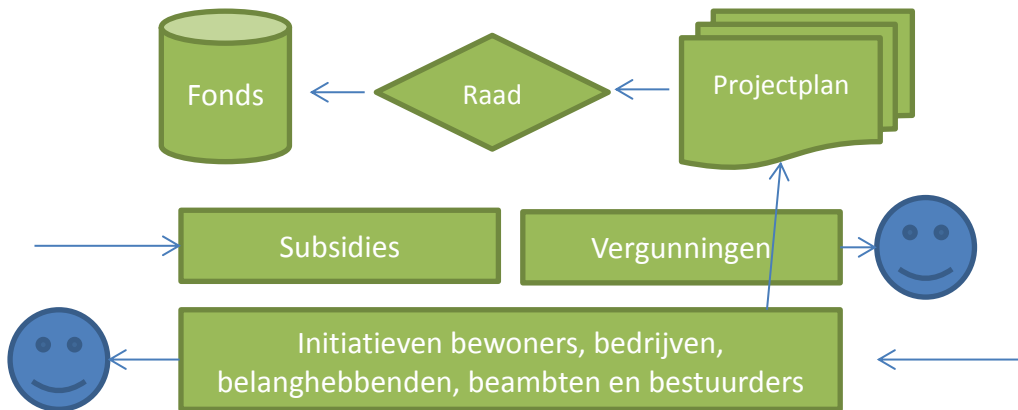 Fonds
Raad
Projectplan
Subsidies
Vergunningen
Initiatieven bewoners, bedrijven,
belanghebbenden, beambten en bestuurders